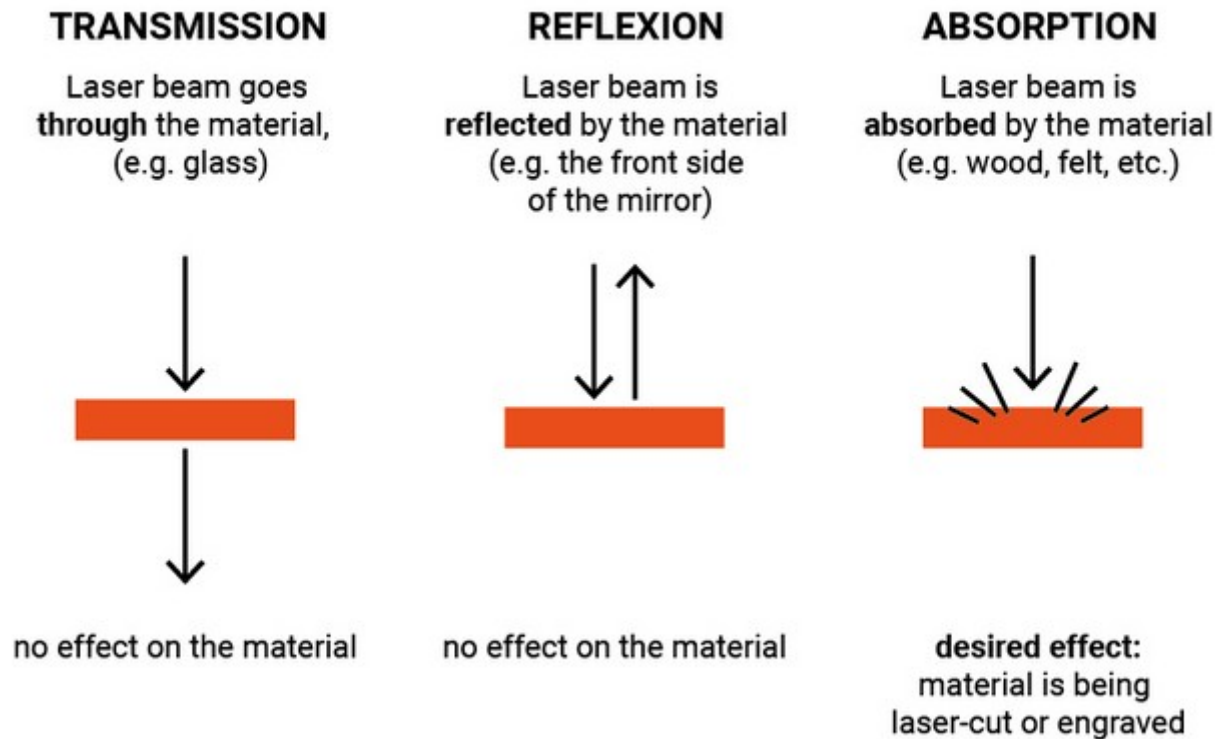 TRANSMISSION
Laser beam goes
through the material,
(e.g. glass)
no effect on the material
REFLEXION
Laser beam is
reflected by the material
(e.g. the front side
of the mirror)
no effect on the material
ABSORPTION
Laser beam is
absorbed by the material
(e.g. wood, felt, etc.)
desired effect:
material is being
laser-cut or engraved